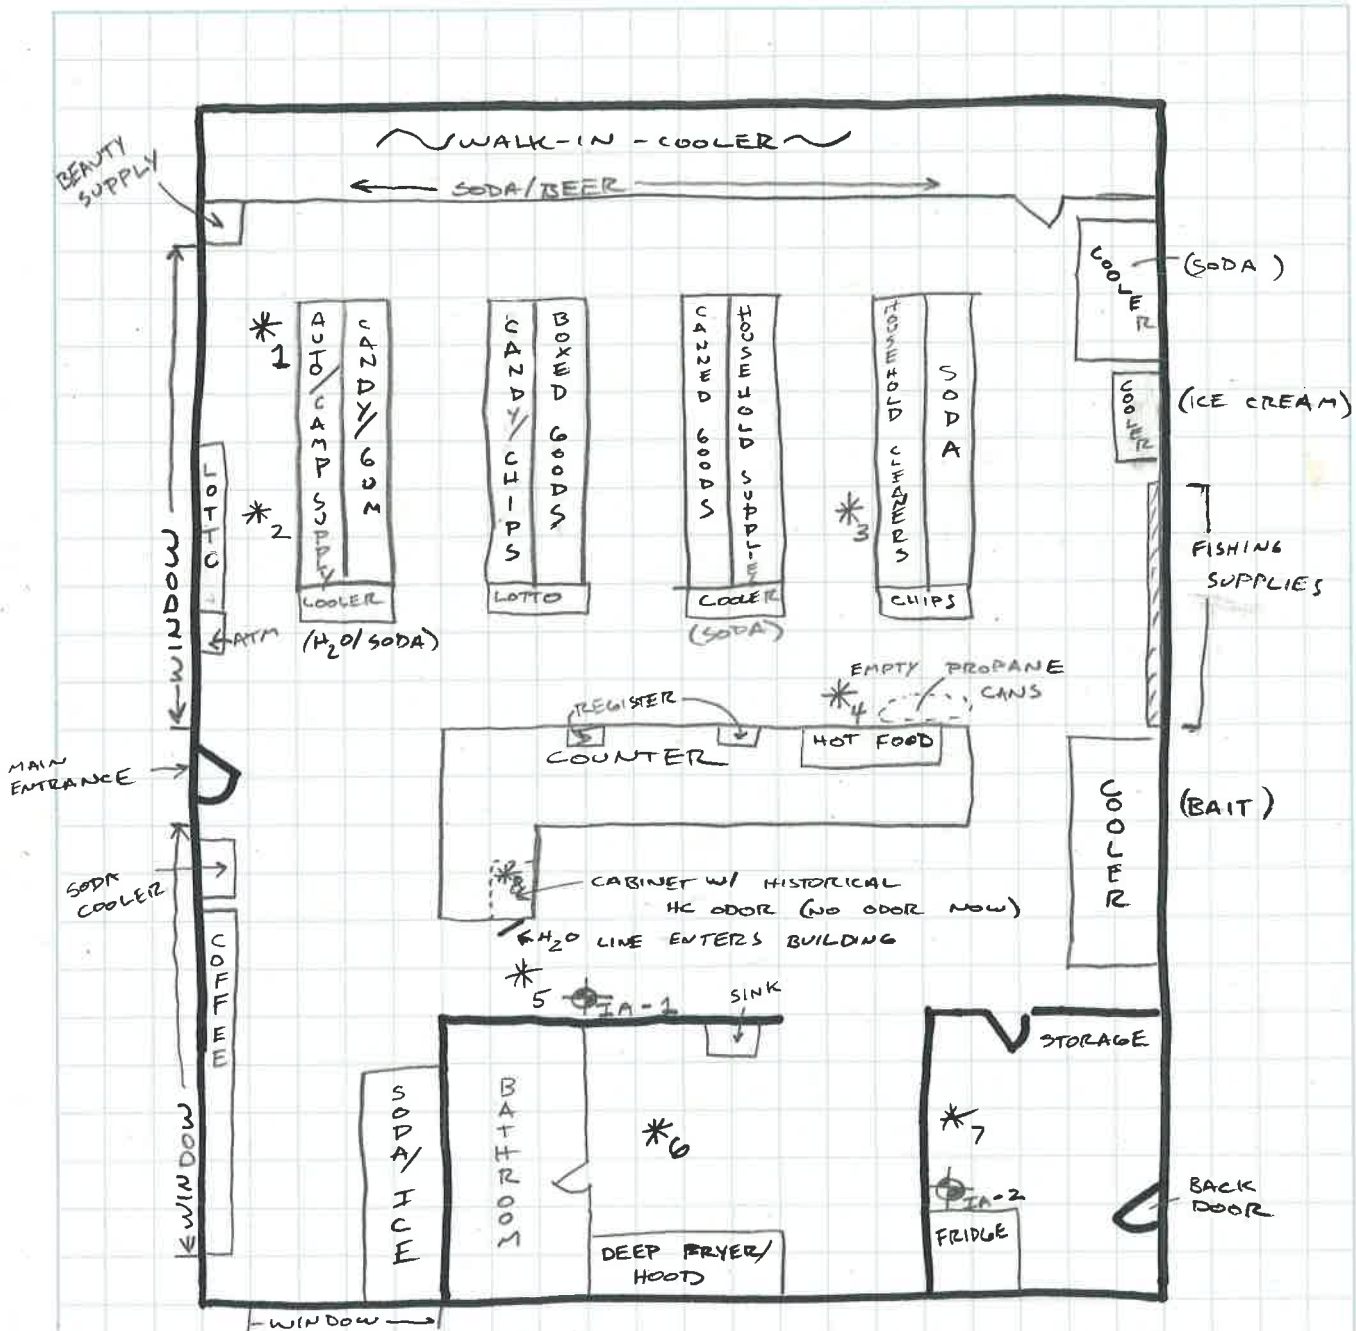 WALK-IN-COOLER
SODA/BEER
BEAUTY
SUPPLY
COOLER
(SODA)
COOLER
(ICE CREAM)
FISHING
SUPPLIES
*1
*2
*3
AUTO/CAMP SUPPLY
CANDY/GUM
CANDY/CHIPS
BOXED GOODS
CANNED GOODS
HOUSEHOLD SUPPLIES
HOUSEHOLD CLEANERS
SODA
COOLER
(H2O/SODA)
LOTTO
COOLER
(SODA)
CHIPS
WINDOW
LOTTO
ATM
EMPTY PROPANE
CANS
*4
REGISTER
HOT FOOD
COUNTER
MAIN
ENTRANCE
COOLER
(BAIT)
SODA
COOLER
COFFEE
WINDOW
*8
CABINET W/ HISTORICAL
HC ODOR (NO ODOR NOW)
H2O LINE ENTERS BUILDING
*5
IA-1
SINK
STORAGE
SODA/ICE
BATHROOM
*6
*7
IA-2
BACK
DOOR
FRIDGE
DEEP FRYER/
HOOD
WINDOW